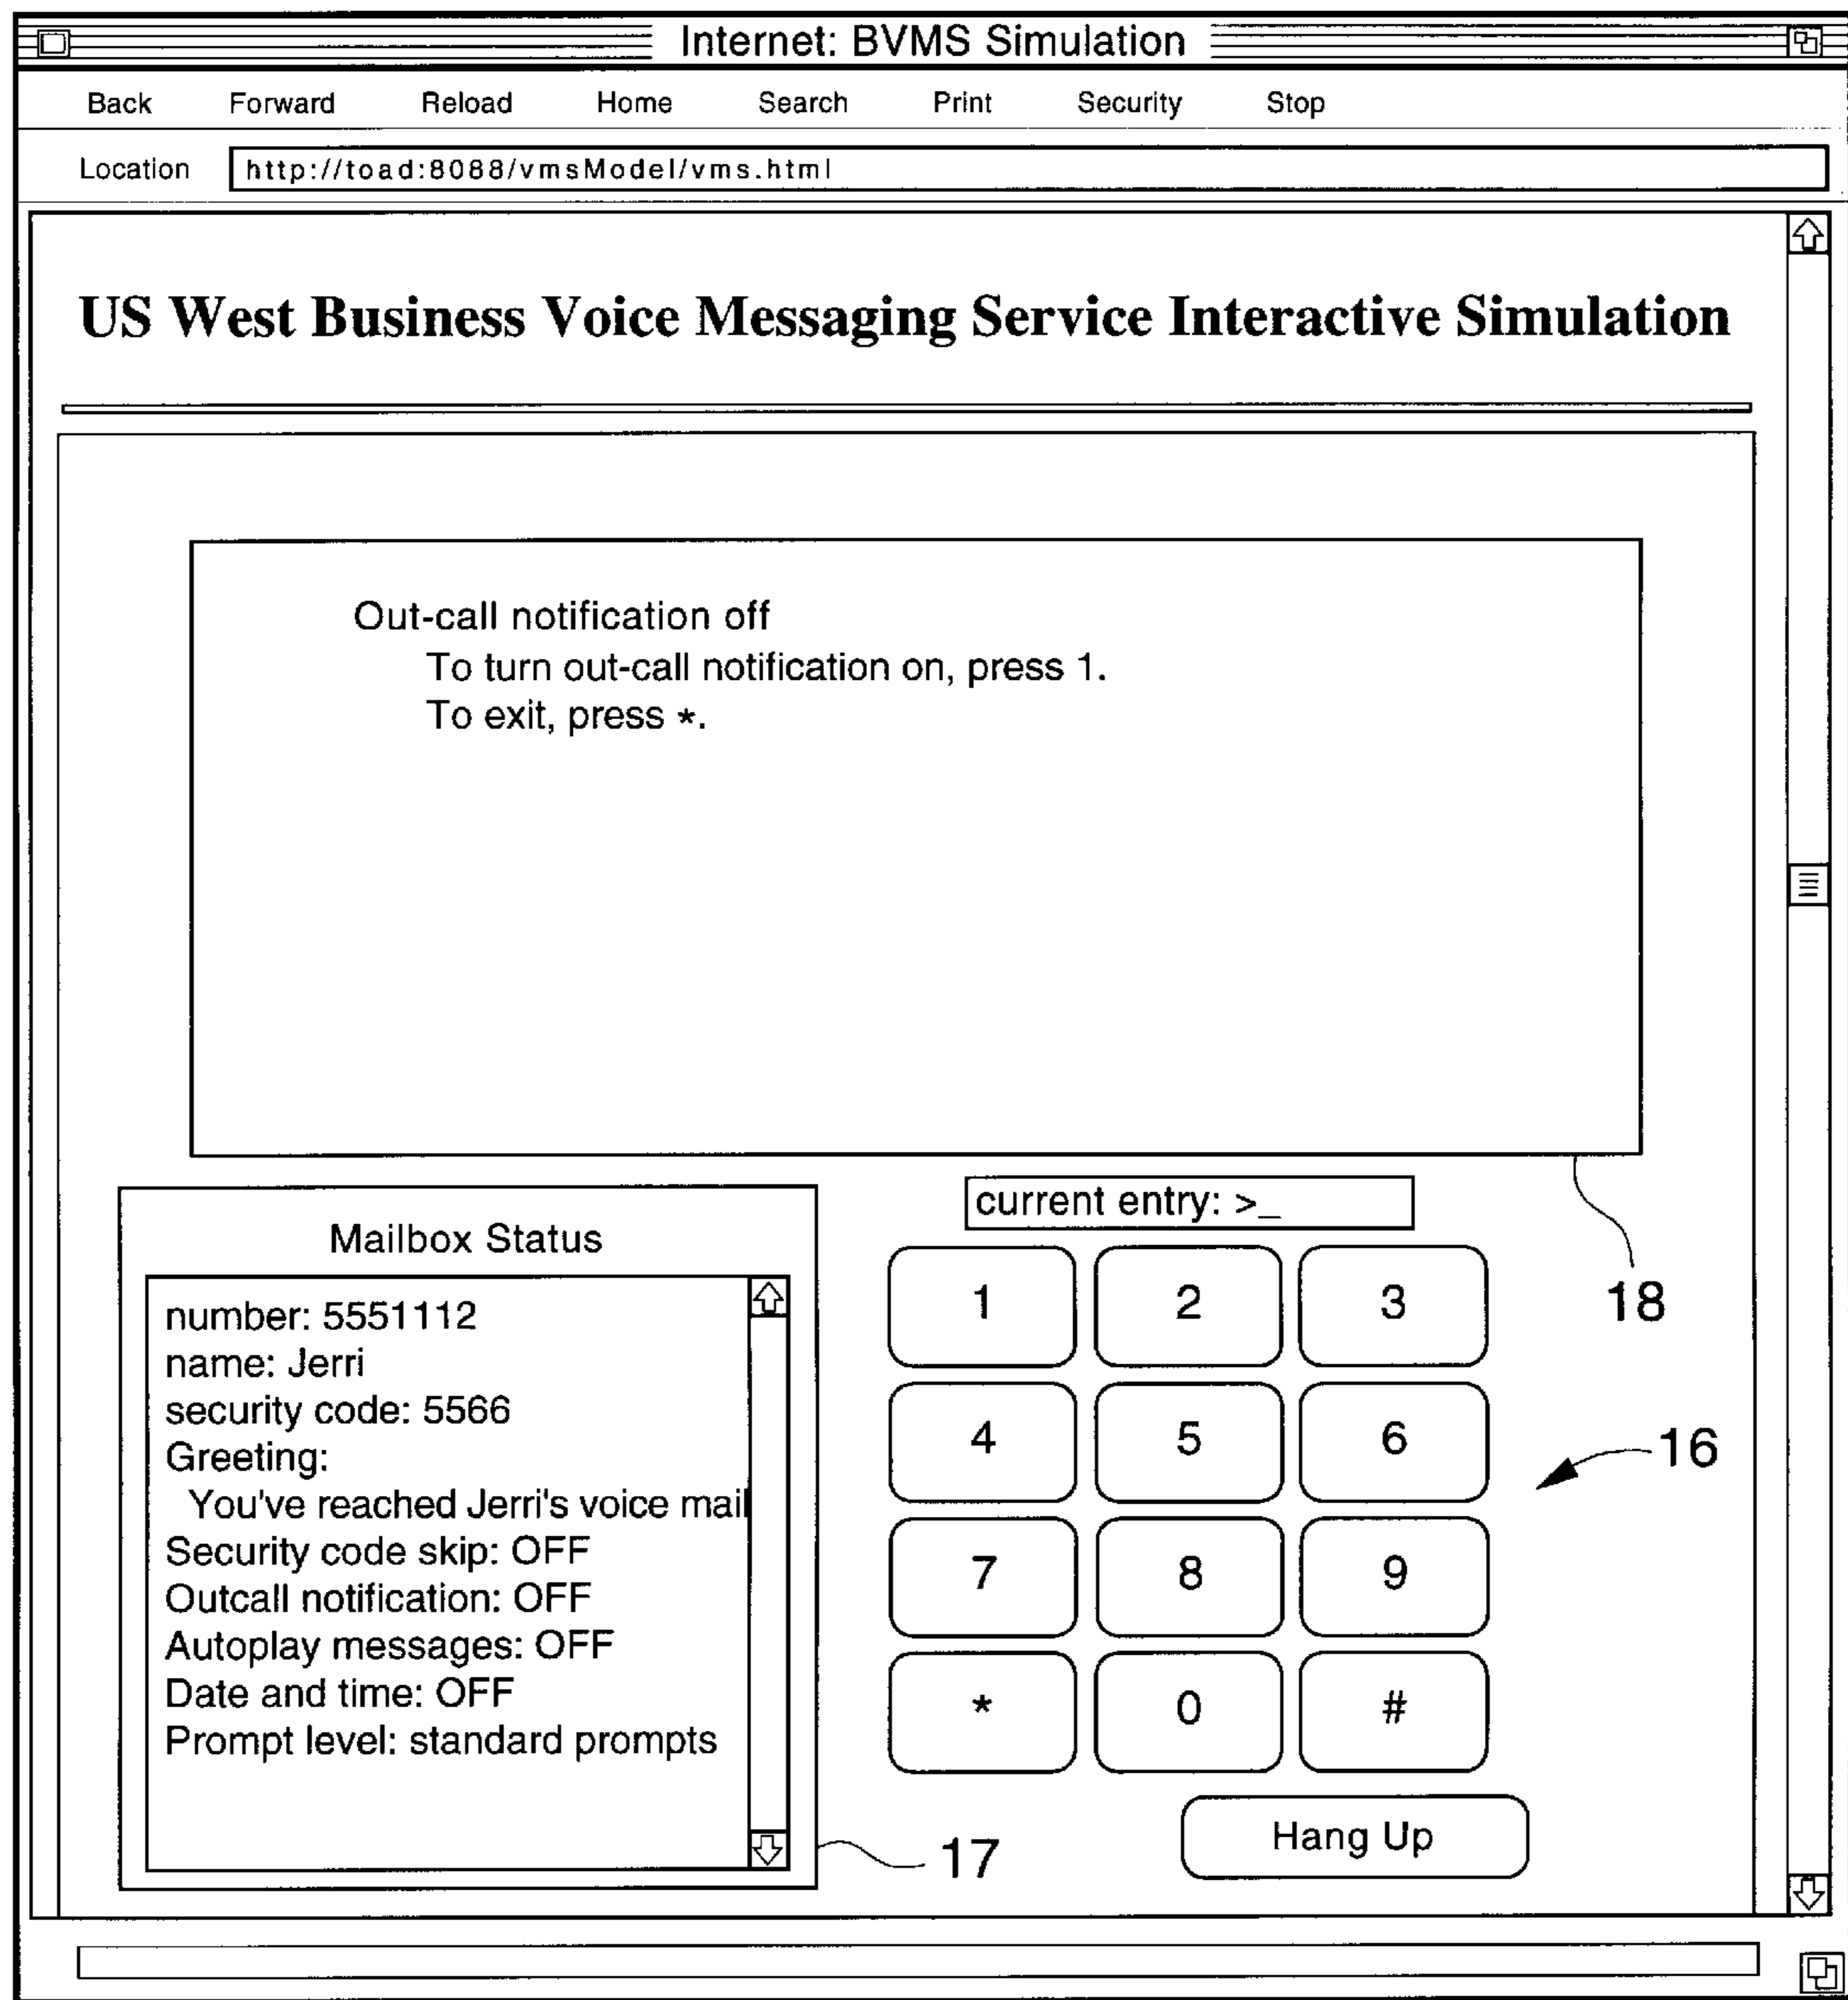 Internet: BVMS Simulation
Back Forward Reload Home Search Print Security Stop
Location http://toad:8088/vmsModel/vms.html
US West Business Voice Messaging Service Interactive Simulation
Out-call notification off
To turn out-call notification on, press 1.
To exit, press *.
18
Mailbox Status
number: 5551112
name: Jerri
security code: 5566
Greeting:
You've reached Jerri's voice mail
Security code skip: OFF
Outcall notification: OFF
Autoplay messages: OFF
Date and time: OFF
Prompt level: standard prompts
17
current entry: >_
1 2 3
4 5 6
7 8 9
* 0 #
16
Hang Up